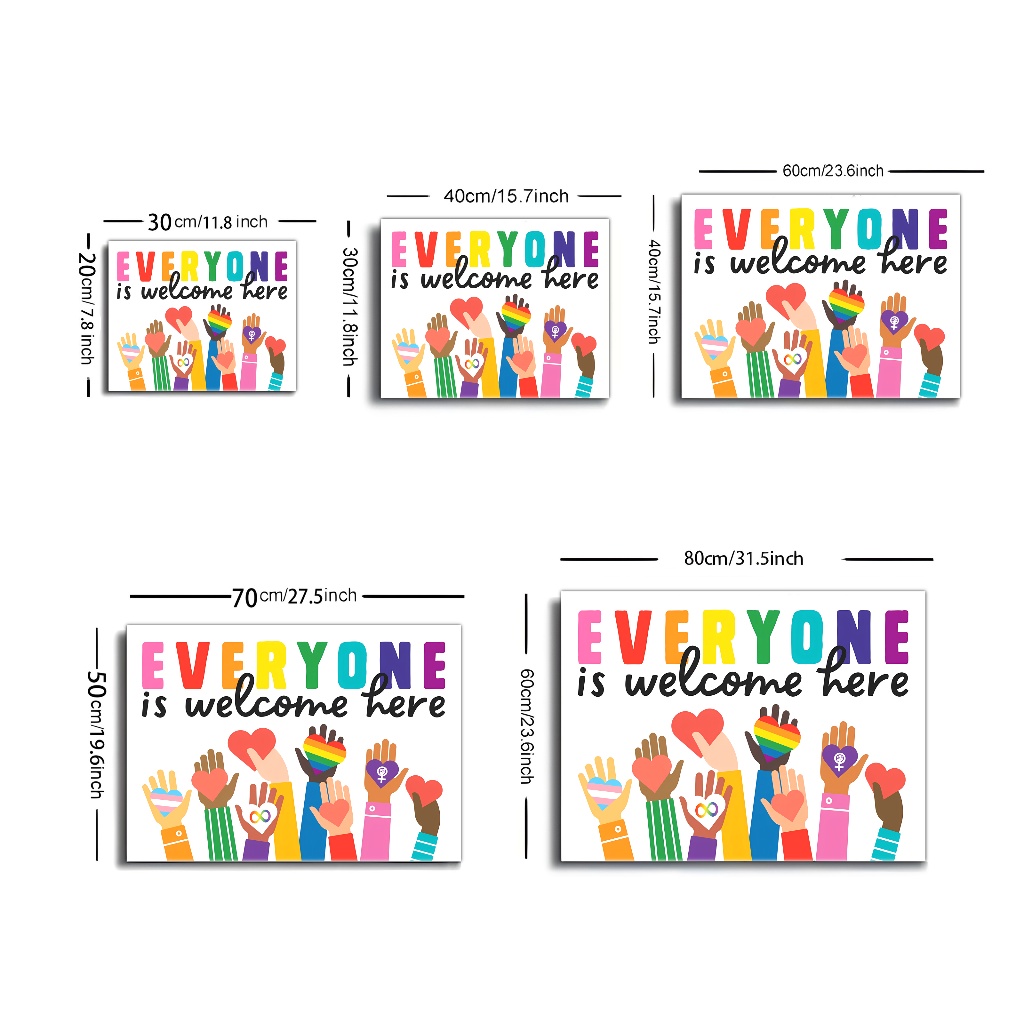 30cm/11.8 inch
20cm/ 7.8 inch
EVERYONE
is welcome here
40cm/15.7inch
30cm/11.8inch
EVERYONE
is welcome here
60cm/23.6inch
40cm/15.7inch
EVERYONE
is welcome here
70cm/27.5inch
50cm/19.6inch
EVERYONE
is welcome here
80cm/31.5inch
60cm/23.6inch
EVERYONE
is welcome here